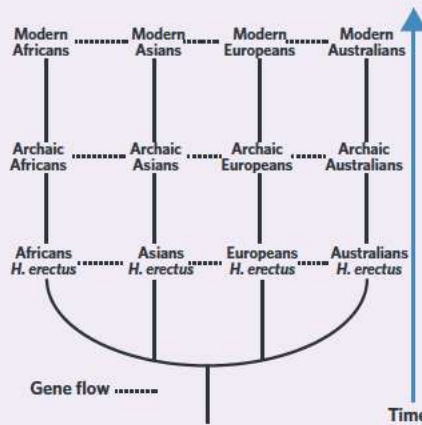 Modern Modern Modern Modern
Africans Asians Europeans Australians
Archaic Archaic Archaic Archaic
Africans Asians Europeans Australians
Africans Asians Europeans Australians
H. erectus H. erectus H. erectus H. erectus
Gene flow
Time